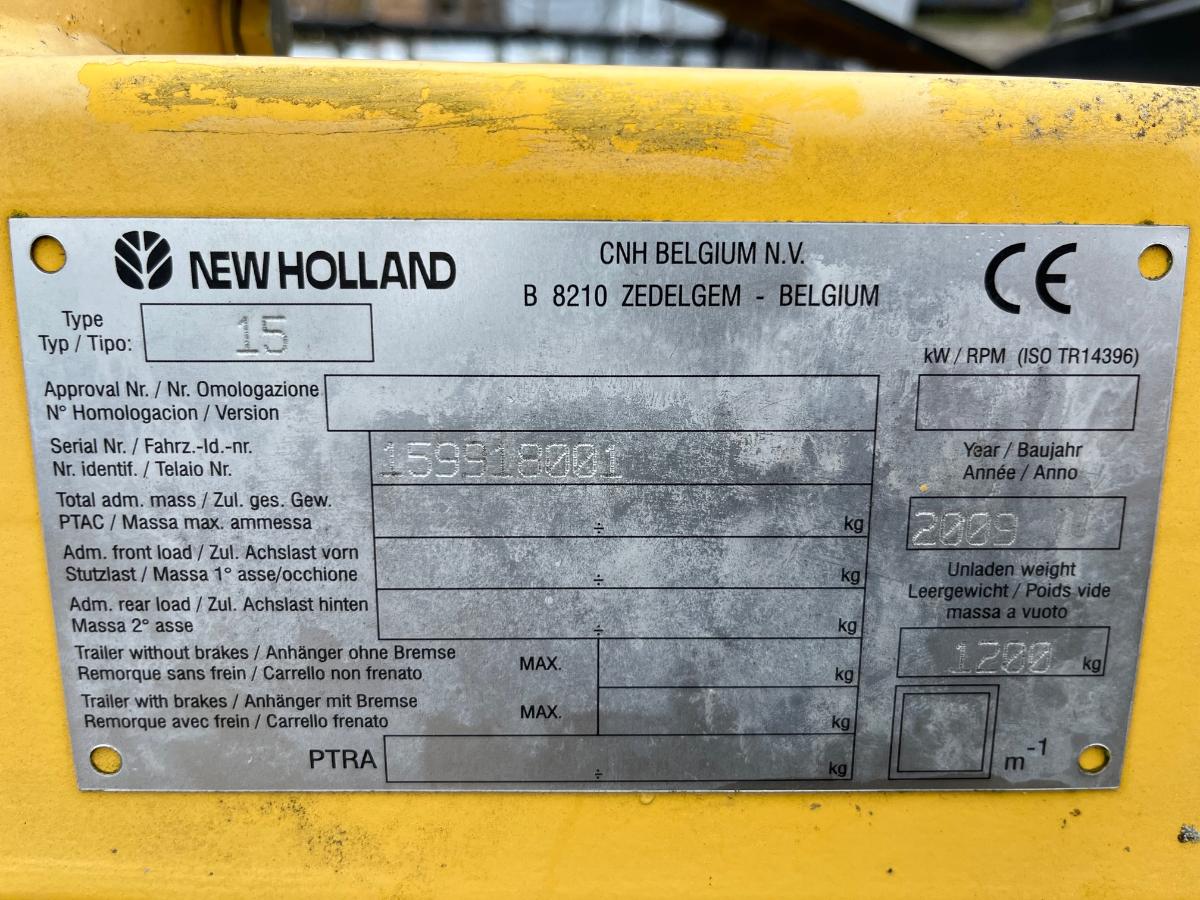 NEW HOLLAND
CNH BELGIUM N.V.
B 8210 ZEDELGEM - BELGIUM
CE
Type
Typ / Tipo:
15
kW / RPM (ISO TR14396)
Approval Nr. / Nr. Omologazione
N° Homologacion / Version
Serial Nr. / Fahrz.-Id.-nr.
Nr. identif. / Telaio Nr.
159918001
Year / Baujahr
Année / Anno
2009
Total adm. mass / Zul. ges. Gew.
PTAC / Massa max. ammessa
÷ kg
Adm. front load / Zul. Achslast vorn
Stutzlast / Massa 1° asse/occhione
÷ kg
Unladen weight
Leergewicht / Poids vide
massa a vuoto
1200 kg
Adm. rear load / Zul. Achslast hinten
Massa 2° asse
÷ kg
Trailer without brakes / Anhänger ohne Bremse
Remorque sans frein / Carrello non frenato
MAX. kg
Trailer with brakes / Anhänger mit Bremse
Remorque avec frein / Carrello frenato
MAX. kg
PTRA ÷ kg
m-1